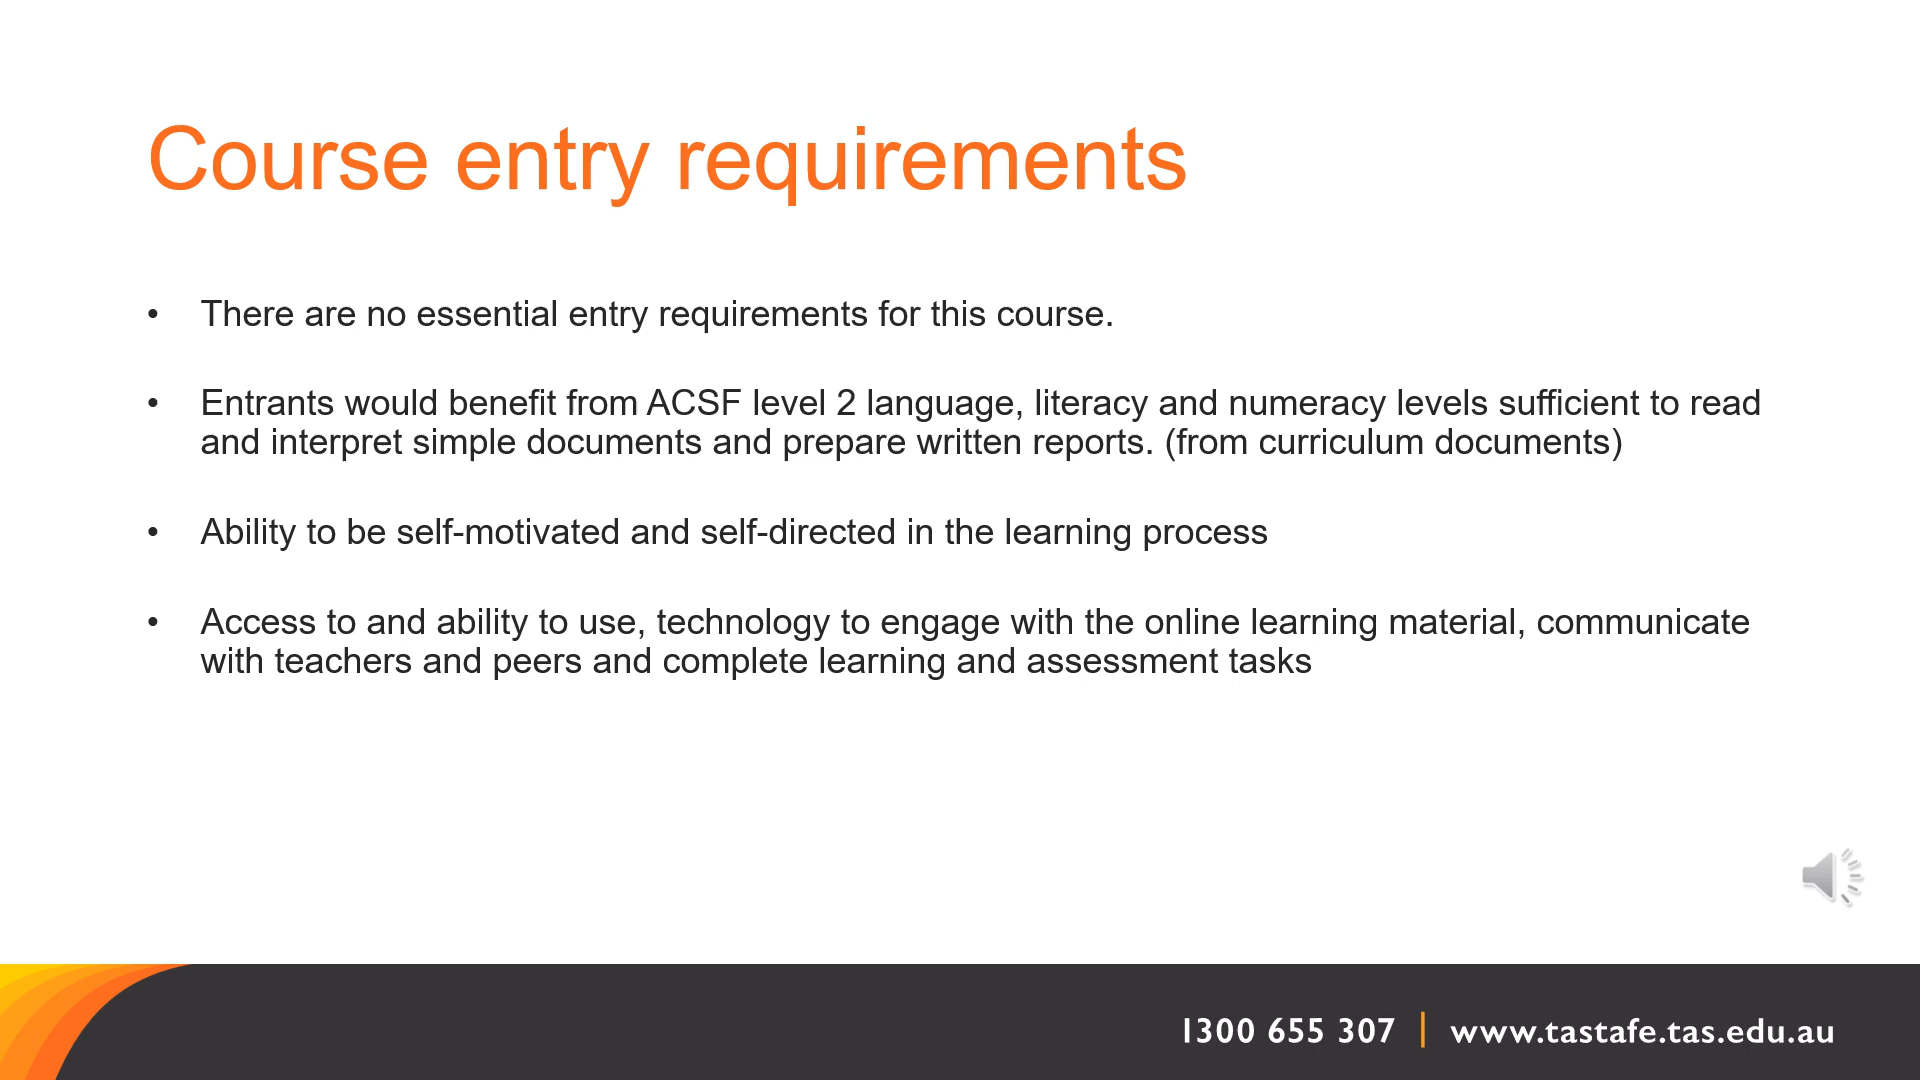 Course entry requirements
• There are no essential entry requirements for this course.
• Entrants would benefit from ACSF level 2 language, literacy and numeracy levels sufficient to read
and interpret simple documents and prepare written reports. (from curriculum documents)
• Ability to be self-motivated and self-directed in the learning process
• Access to and ability to use, technology to engage with the online learning material, communicate
with teachers and peers and complete learning and assessment tasks
1300 655 307 | www.tastafe.tas.edu.au